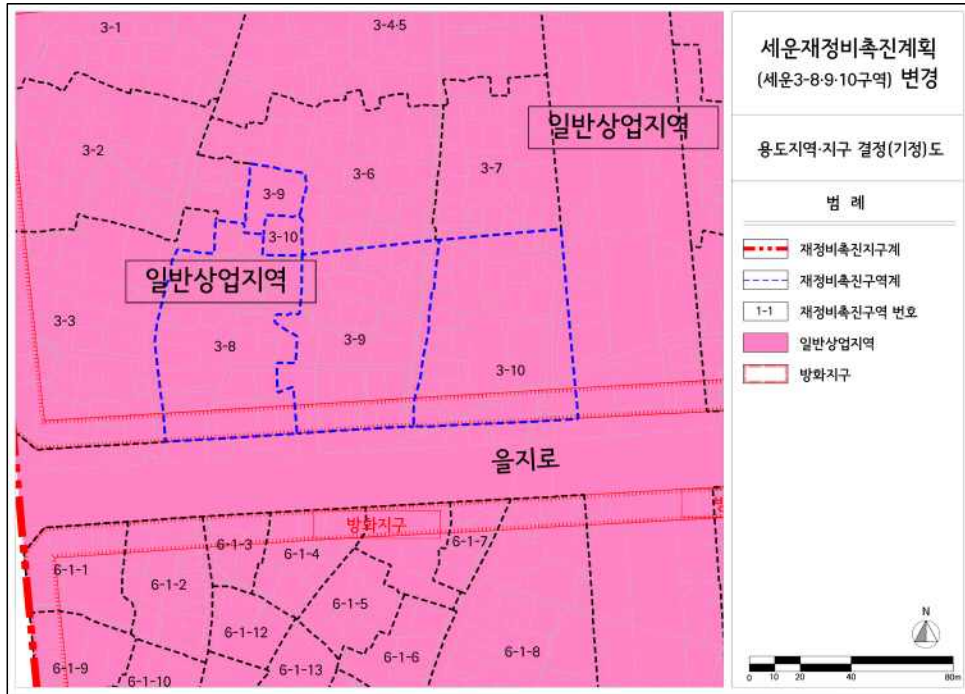 3-1
3-4·5
세운재정비촉진계획
(세운3-8·9·10구역) 변경
일반상업지역
용도지역·지구 결정(기정)도
3-2
3-6
3-7
3-9
범 례
3-10
재정비촉진지구계
일반상업지역
재정비촉진구역계
1-1 재정비촉진구역 번호
3-3
3-8
3-9
일반상업지역
3-10
방화지구
을지로
방화지구
6-1-3
6-1-4
6-1-7
6-1-1
6-1-2
6-1-5
6-1-12
6-1-6
6-1-8
6-1-9
6-1-10
6-1-13
N
0 10 20 40 80m